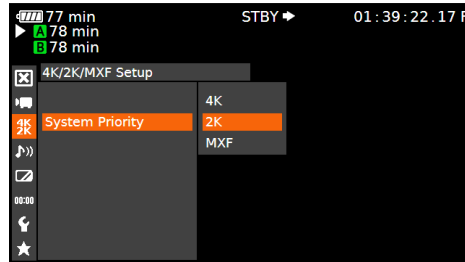 77 min STBY 01:39:22.17 F
A 78 min
B 78 min
4K/2K/MXF Setup
4K
4K 2K System Priority 2K
MXF
00:00